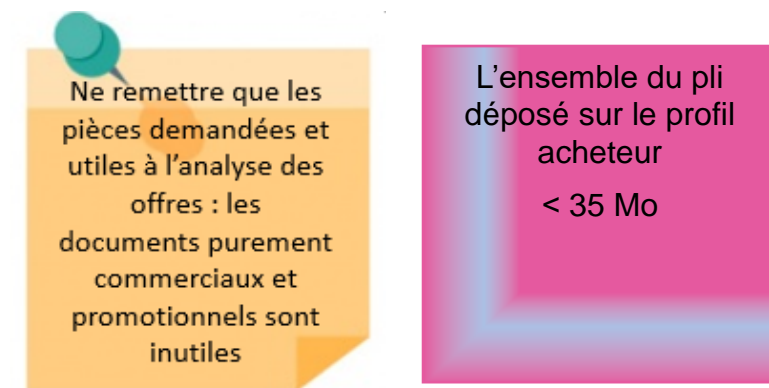 Ne remettre que les
pièces demandées et
utiles à l'analyse des
offres : les
documents purement
commerciaux et
promotionnels sont
inutiles
L'ensemble du pli
déposé sur le profil
acheteur
< 35 Mo